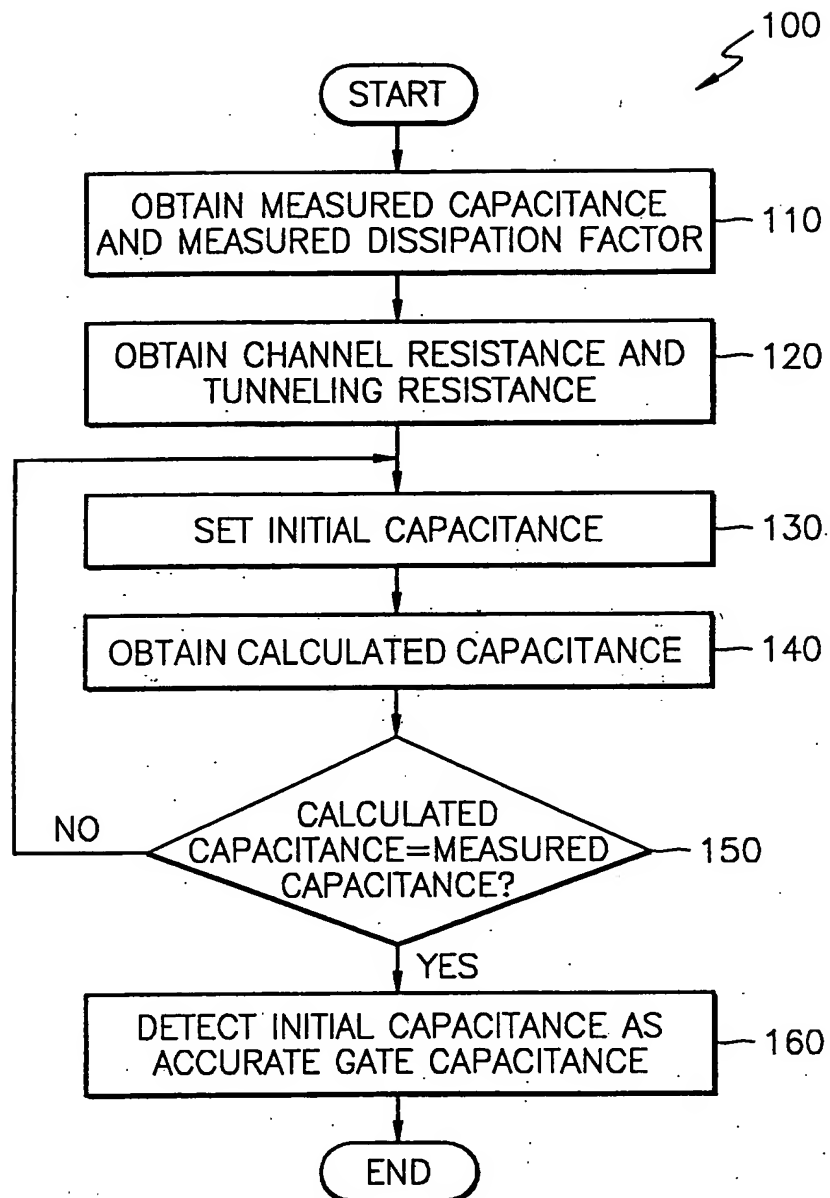 100
START
OBTAIN MEASURED CAPACITANCE
AND MEASURED DISSIPATION FACTOR
110
OBTAIN CHANNEL RESISTANCE AND
TUNNELING RESISTANCE
120
SET INITIAL CAPACITANCE
130
OBTAIN CALCULATED CAPACITANCE
140
CALCULATED
CAPACITANCE=MEASURED
CAPACITANCE?
150
NO
YES
DETECT INITIAL CAPACITANCE AS
ACCURATE GATE CAPACITANCE
160
END